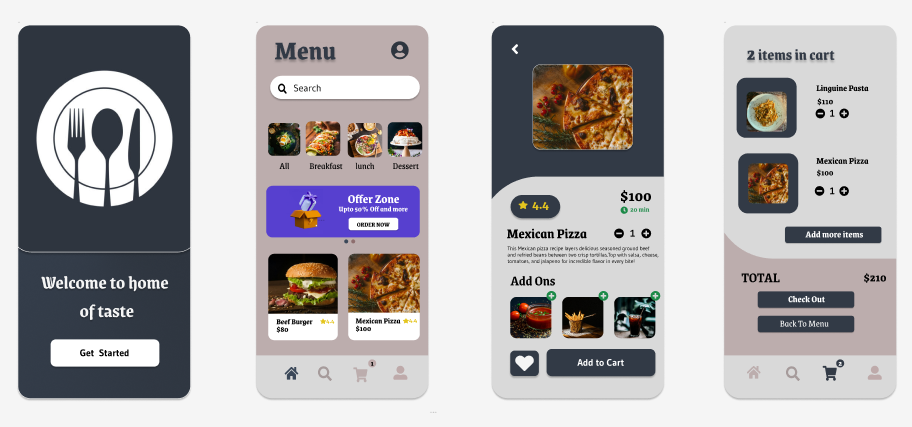 Welcome to home
of taste
Get Started
Menu
Search
All Breakfast lunch Dessert
Offer Zone
Upto 50% Off and more
ORDER NOW
Beef Burger 4.4
$80
Mexican Pizza 4.4
$100
1
4.4
$100
20 min
Mexican Pizza 1
This Mexican pizza recipe layers delicious seasoned ground beef
and refried beans between two crisp tortillas.Top with salsa, cheese,
tomatoes, and jalapeno for incredible flavor in every bite!
Add Ons
Add to Cart
2 items in cart
Linguine Pasta
$110
1
Mexican Pizza
$100
1
Add more items
TOTAL $210
Check Out
Back To Menu